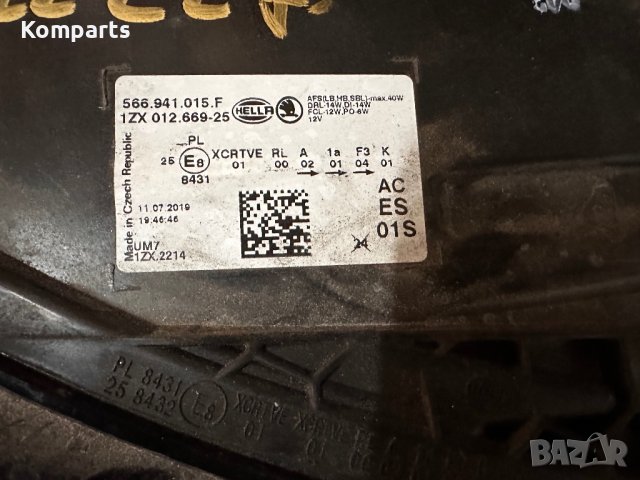 Komparts
566.941.015.F
1ZX 012.669-25
HELLA
AFS(LB,HB,SBL)-max.40W
DRL-14W,DI-14W
FCL-12W,PO-6W
12V
Made in Czech Republic
PL
25 E8 XCRTVE RL A 1a F3 K
8431 01 00 02 01 04 01
AC
ES
01S
11.07.2019
19:46:46
UM7
1ZX.2214
24
PL 8431
25 8432 E8 XCRTVE
01 01
BAZAR